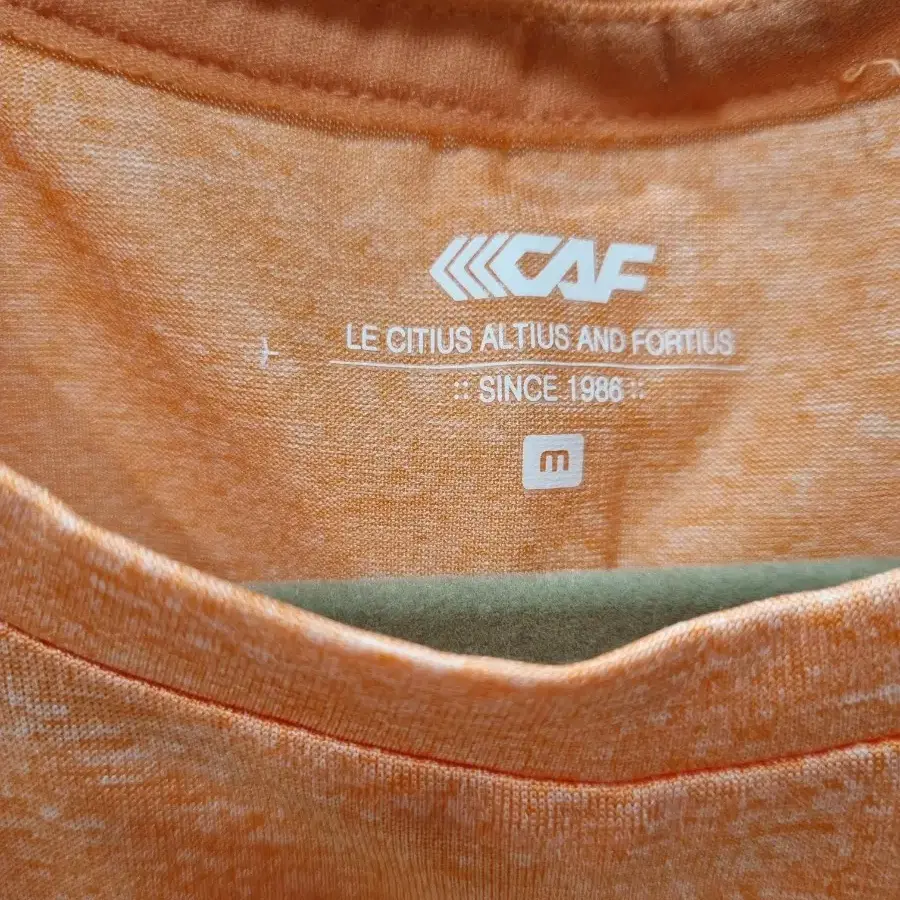 CAF
LE CITIUS ALTIUS AND FORTIUS
:: SINCE 1986 ::
m